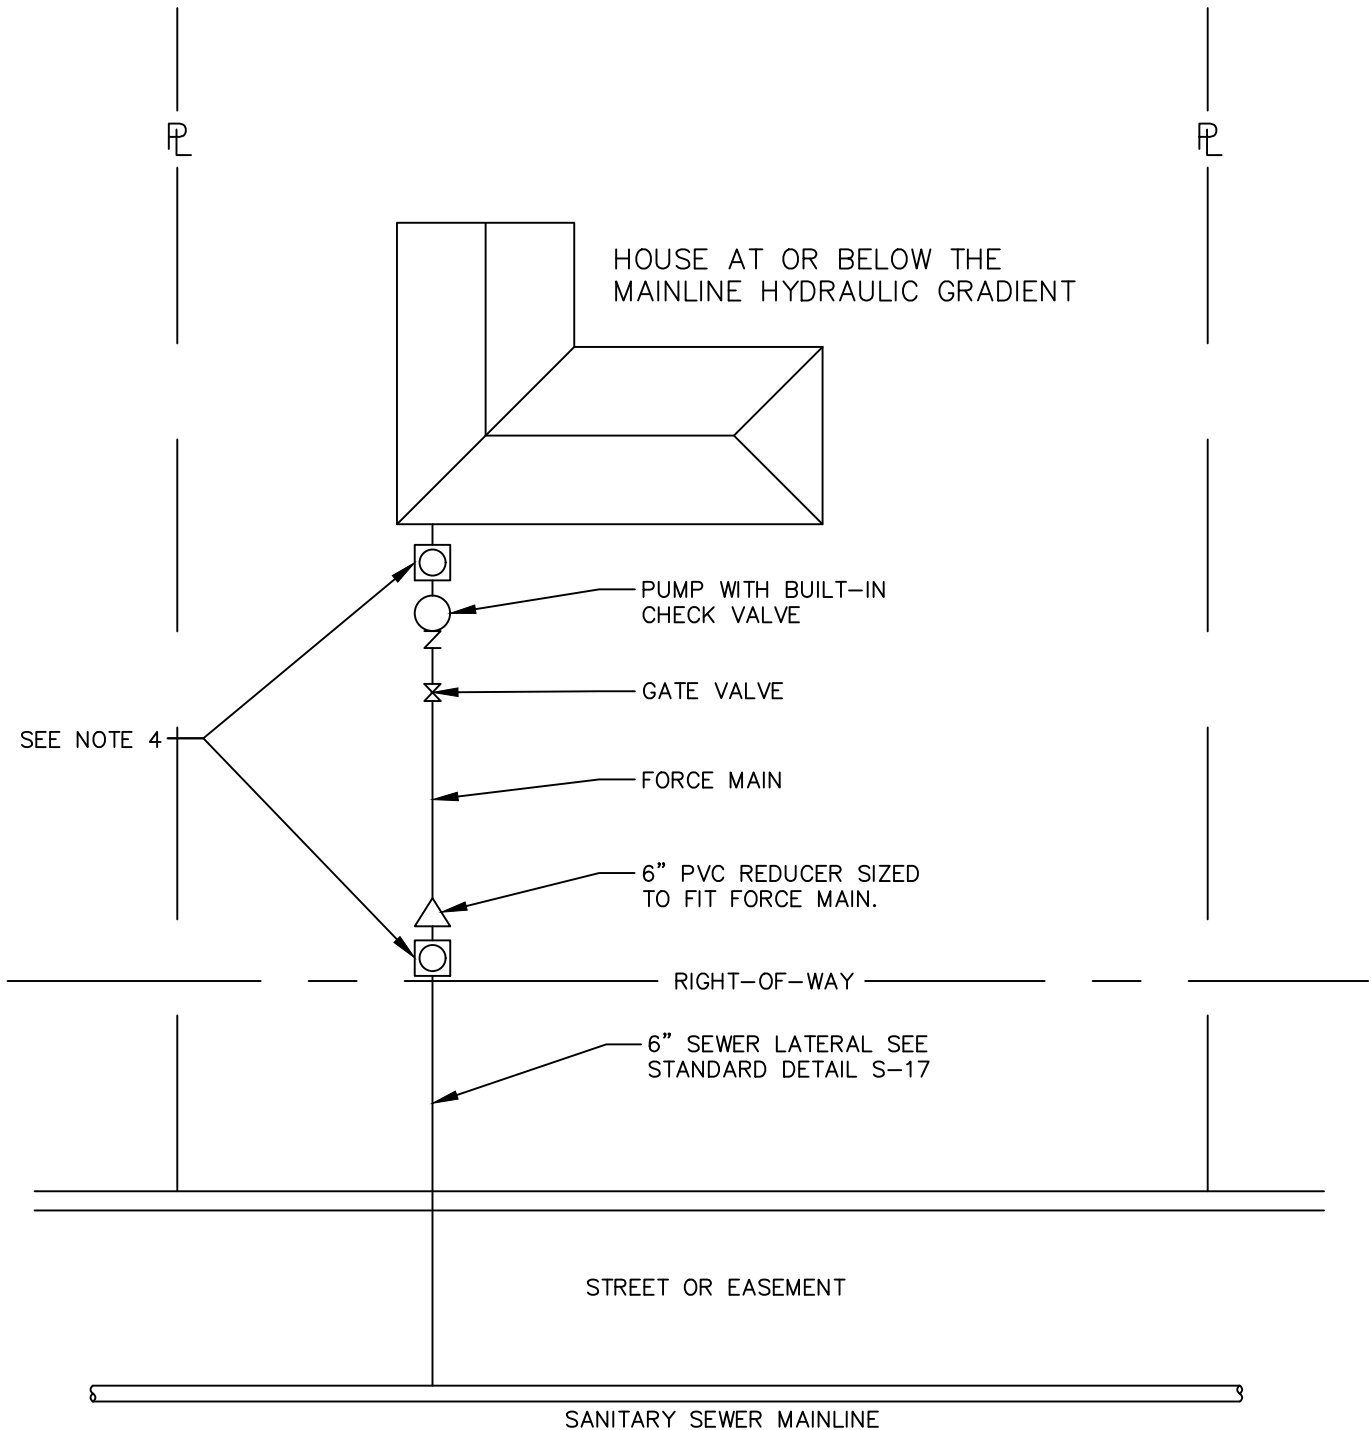 PL
PL
HOUSE AT OR BELOW THE
MAINLINE HYDRAULIC GRADIENT
PUMP WITH BUILT-IN
CHECK VALVE
GATE VALVE
SEE NOTE 4
FORCE MAIN
6" PVC REDUCER SIZED
TO FIT FORCE MAIN.
RIGHT-OF-WAY
6" SEWER LATERAL SEE
STANDARD DETAIL S-17
STREET OR EASEMENT
SANITARY SEWER MAINLINE